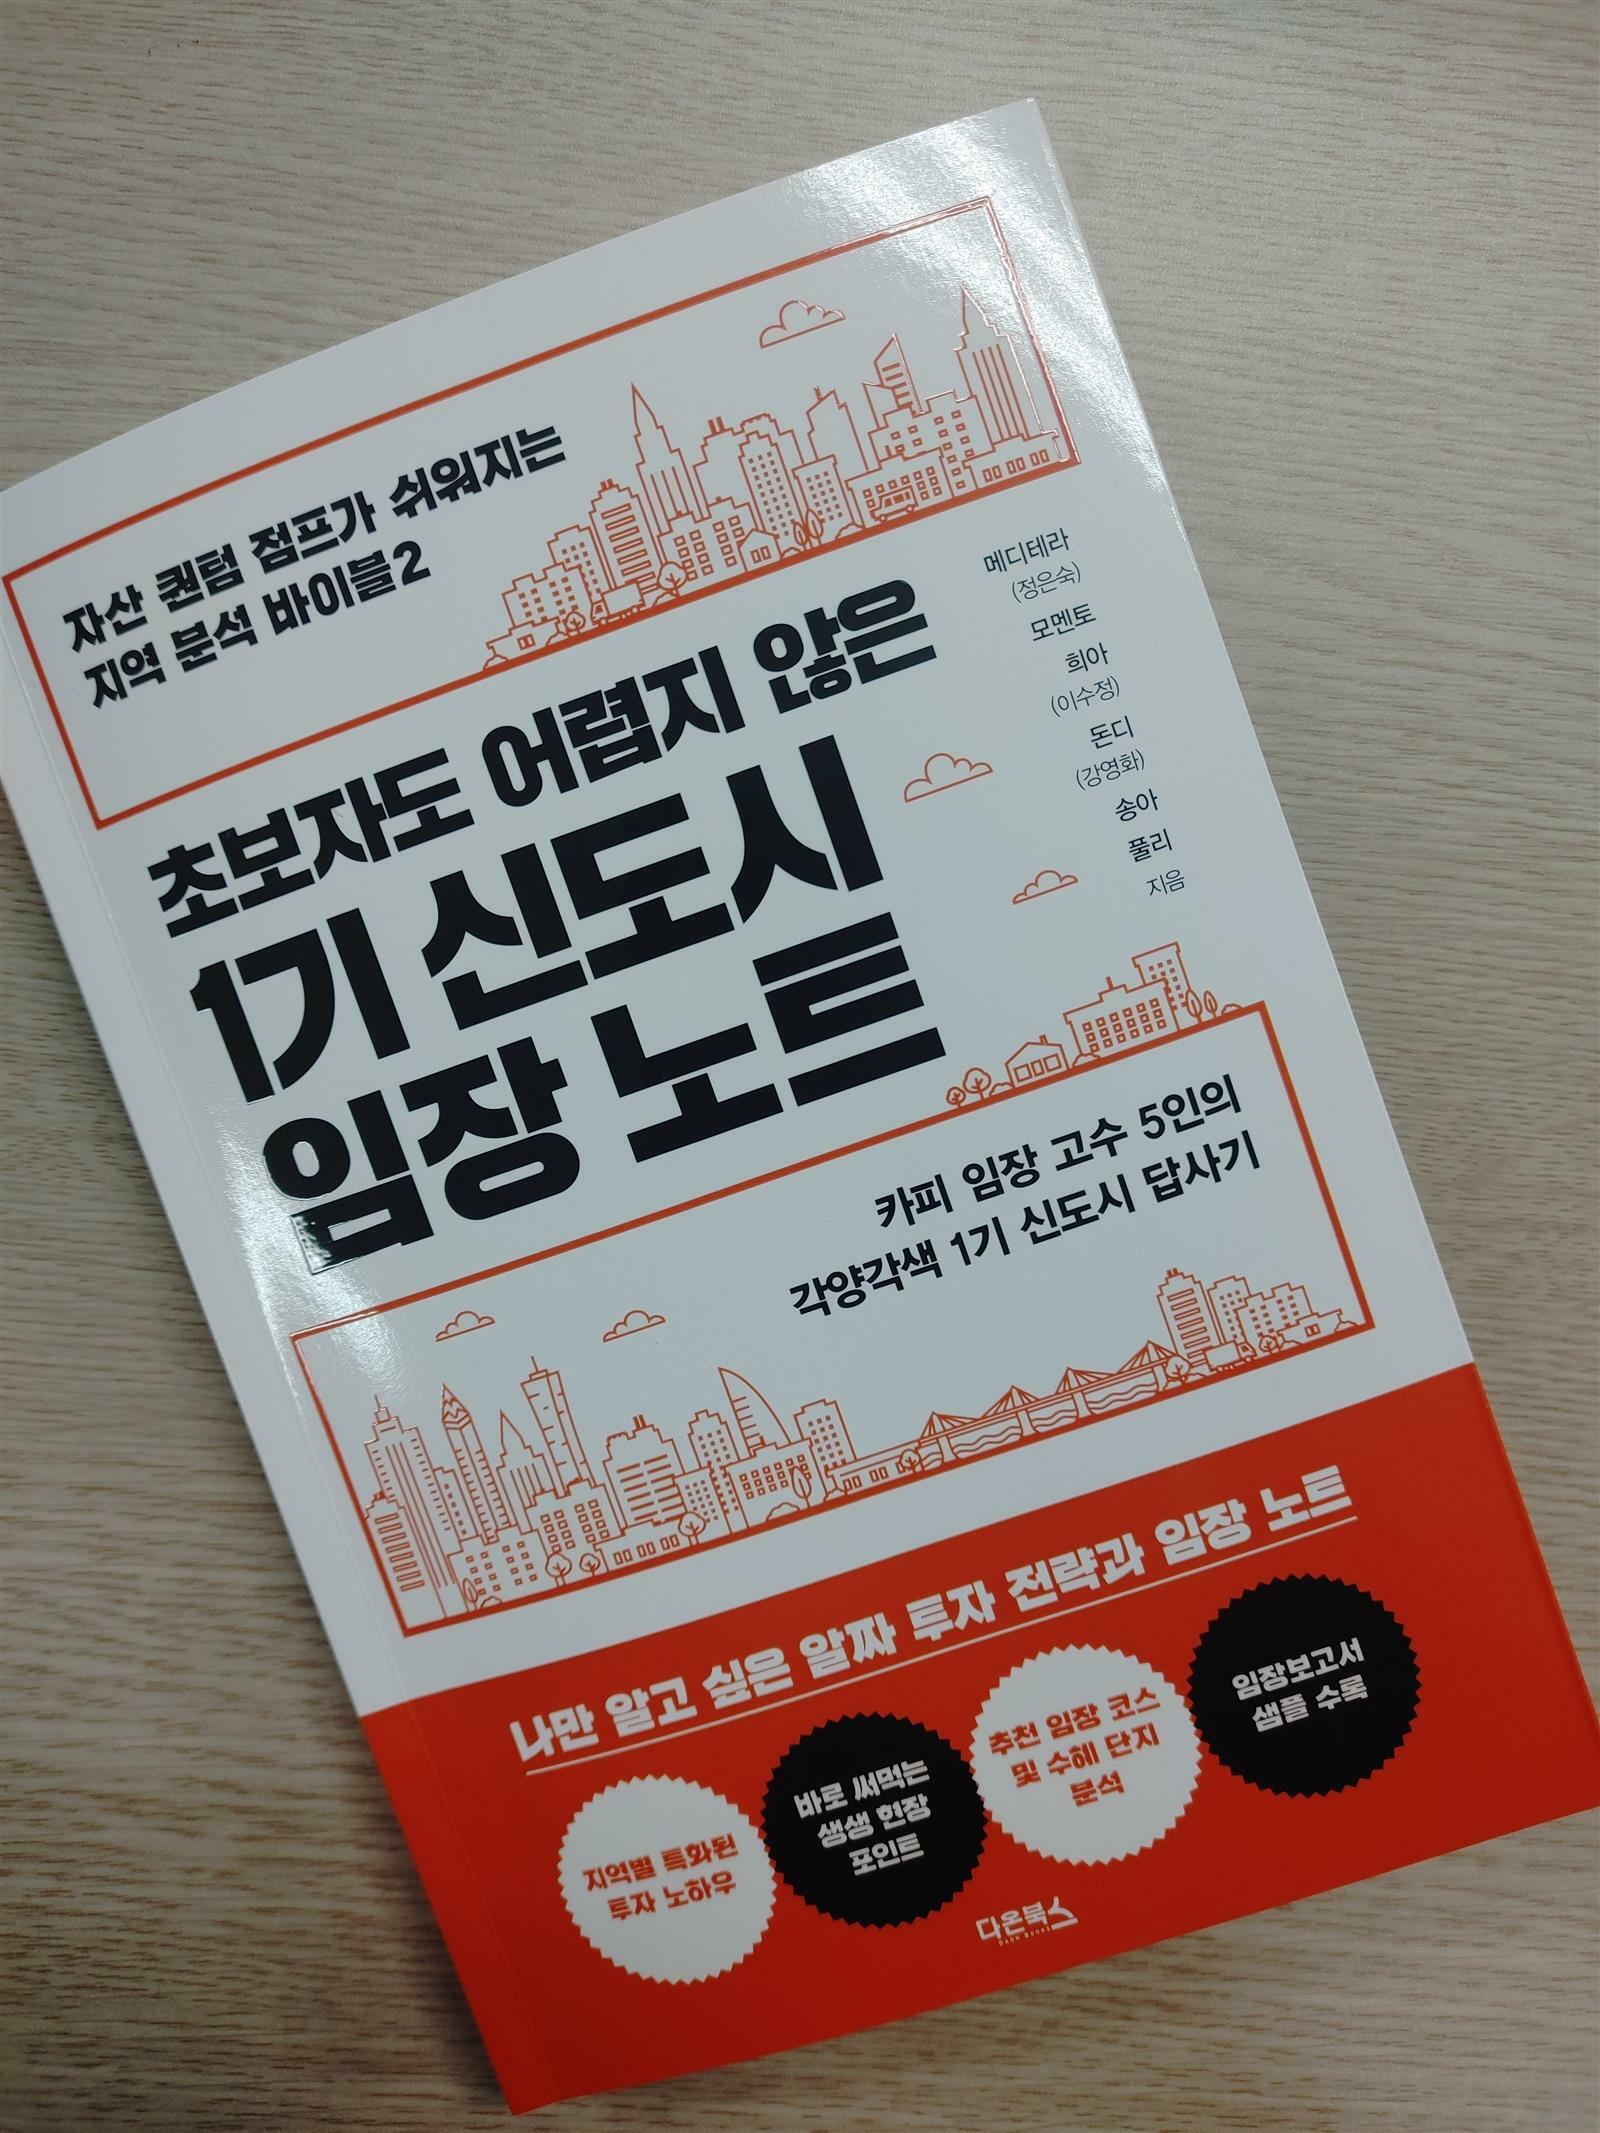 자산 퀀텀 점프가 쉬워지는
지역 분석 바이블2
메디테라
(정은숙)
모멘토
희아
(이수정)
돈디
(강영화)
송아
풀리
지음
초보자도 어렵지 않은
1기 신도시
임장 노트
카피 임장 고수 5인의
각양각색 1기 신도시 답사기
나만 알고 싶은 알짜 투자 전략과 임장 노트
지역별 특화된
투자 노하우
바로 써먹는
생생 현장
포인트
추천 임장 코스
및 수혜 단지
분석
임장보고서
샘플 수록
다온북스
DAON BOOKS